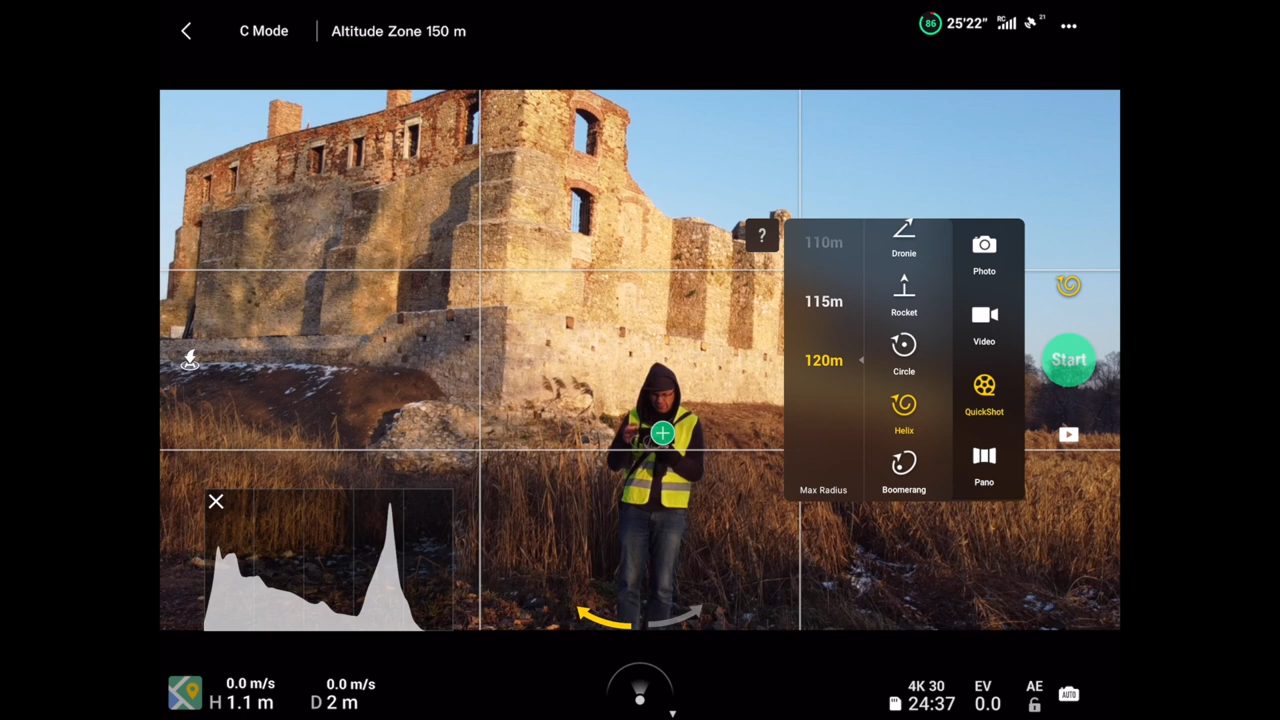 C Mode
Altitude Zone 150 m
86
25'22"
RC
21
?
110m
115m
120m
Max Radius
Dronie
Rocket
Circle
Helix
Boomerang
Photo
Video
QuickShot
Pano
Start
0.0 m/s
H 1.1 m
0.0 m/s
D 2 m
4K 30
24:37
EV
0.0
AE
AUTO